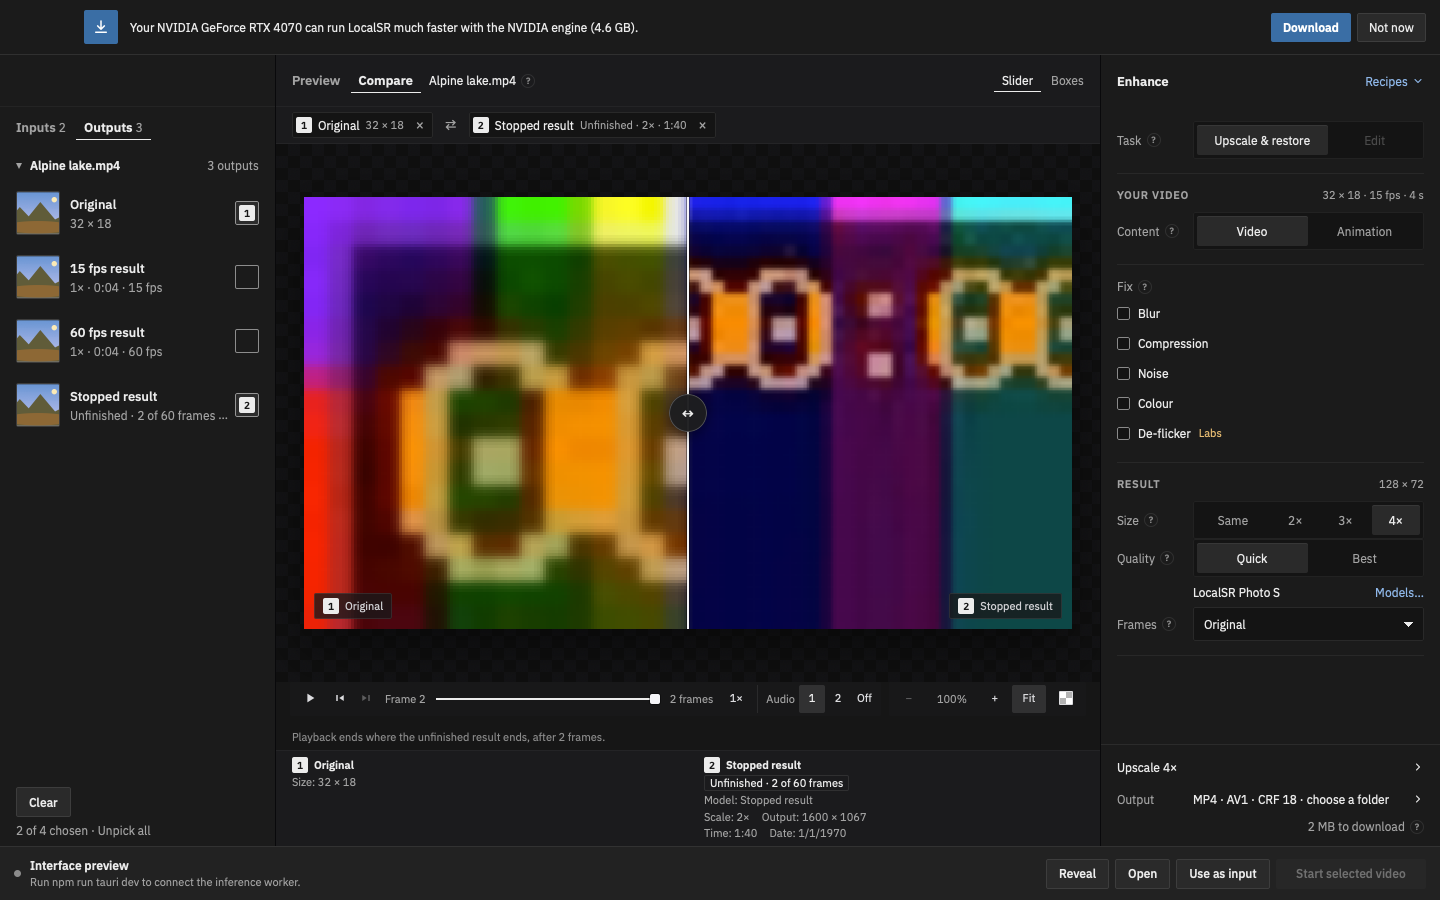 Your NVIDIA GeForce RTX 4070 can run LocalSR much faster with the NVIDIA engine (4.6 GB).
Download
Not now
Inputs 2
Outputs 3
Alpine lake.mp4
3 outputs
Original
32 × 18
1
15 fps result
1× · 0:04 · 15 fps
60 fps result
1× · 0:04 · 60 fps
Stopped result
Unfinished · 2 of 60 frames ...
2
Clear
2 of 4 chosen · Unpick all
Preview
Compare
Alpine lake.mp4
?
Slider
Boxes
1 Original 32 × 18 ×
⇄
2 Stopped result Unfinished · 2× · 1:40 ×
1 Original
2 Stopped result
Frame 2
2 frames
1×
Audio
1
2
Off
−
100%
+
Fit
Playback ends where the unfinished result ends, after 2 frames.
1 Original
Size: 32 × 18
2 Stopped result
Unfinished · 2 of 60 frames
Model: Stopped result
Scale: 2× Output: 1600 × 1067
Time: 1:40 Date: 1/1/1970
Enhance
Recipes
Task ?
Upscale & restore
Edit
YOUR VIDEO
32 × 18 · 15 fps · 4 s
Content ?
Video
Animation
Fix ?
Blur
Compression
Noise
Colour
De-flicker Labs
RESULT
128 × 72
Size ?
Same
2×
3×
4×
Quality ?
Quick
Best
LocalSR Photo S
Models...
Frames ?
Original
Upscale 4×
Output
MP4 · AV1 · CRF 18 · choose a folder
2 MB to download ?
Interface preview
Run npm run tauri dev to connect the inference worker.
Reveal
Open
Use as input
Start selected video